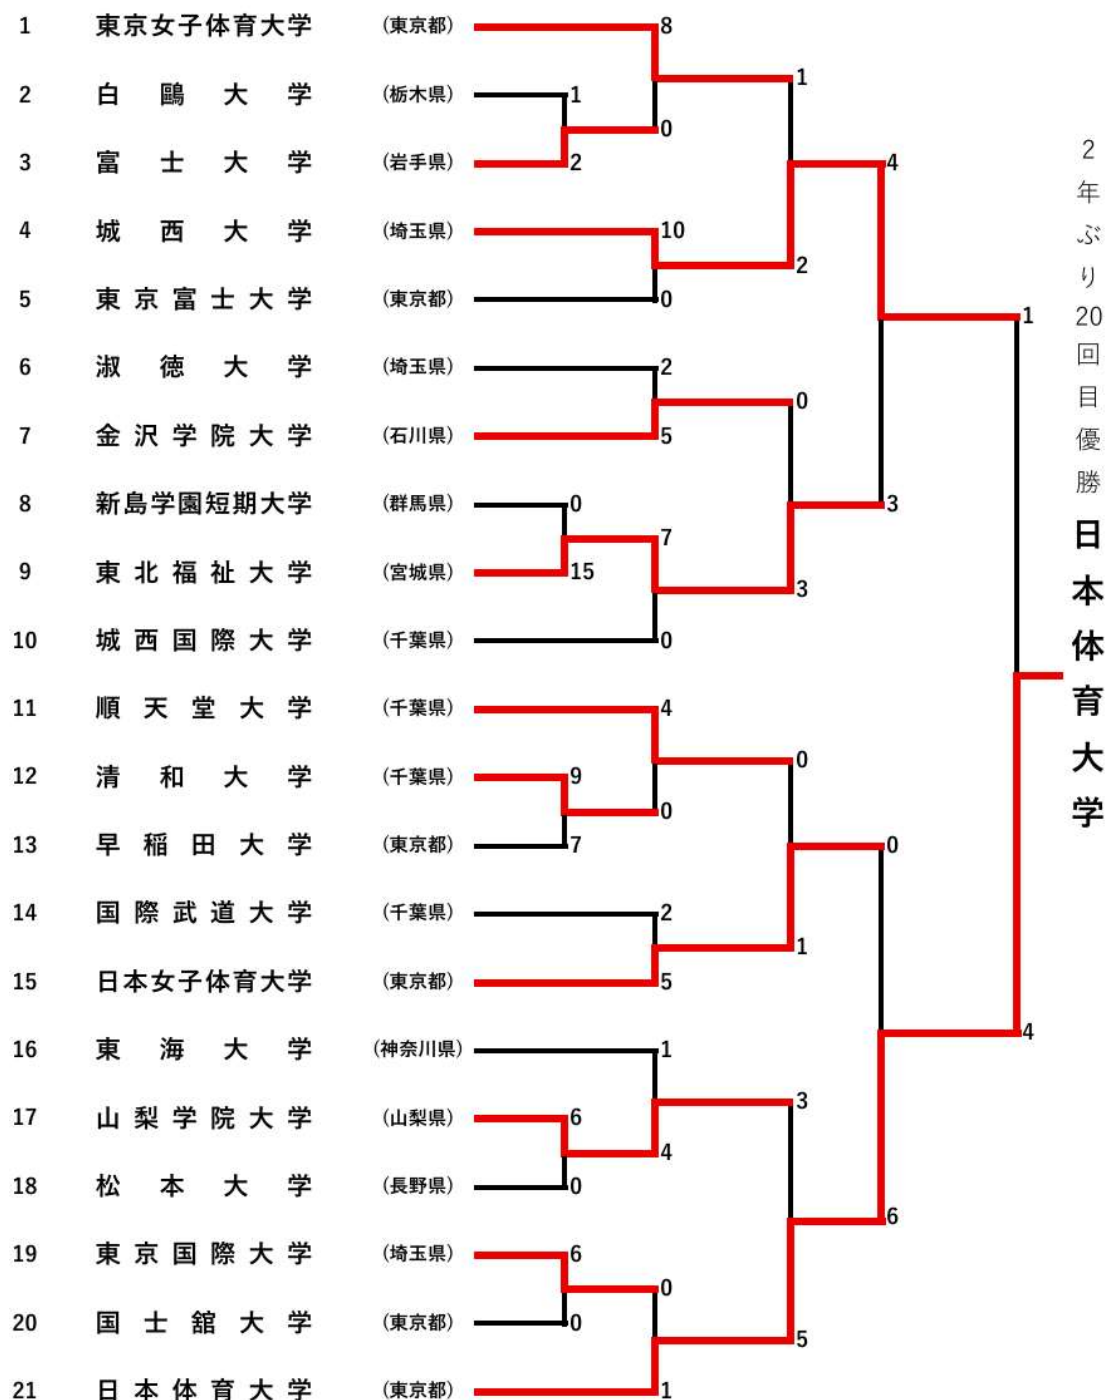 1 東京女子体育大学 (東京都) 8
1
2 白鷗大学 (栃木県) 1
0
3 富士大学 (岩手県) 2
4
4 城西大学 (埼玉県) 10
2
5 東京富士大学 (東京都) 0
1
6 淑徳大学 (埼玉県) 2
0
7 金沢学院大学 (石川県) 5
8 新島学園短期大学 (群馬県) 0
3
7
9 東北福祉大学 (宮城県) 15
3
10 城西国際大学 (千葉県) 0
11 順天堂大学 (千葉県) 4
0
12 清和大学 (千葉県) 9
0
13 早稲田大学 (東京都) 7
0
14 国際武道大学 (千葉県) 2
1
15 日本女子体育大学 (東京都) 5
4
16 東海大学 (神奈川県) 1
3
17 山梨学院大学 (山梨県) 6
4
18 松本大学 (長野県) 0
6
19 東京国際大学 (埼玉県) 6
0
20 国士舘大学 (東京都) 0
5
21 日本体育大学 (東京都) 1
2年ぶり20回目優勝 日本体育大学